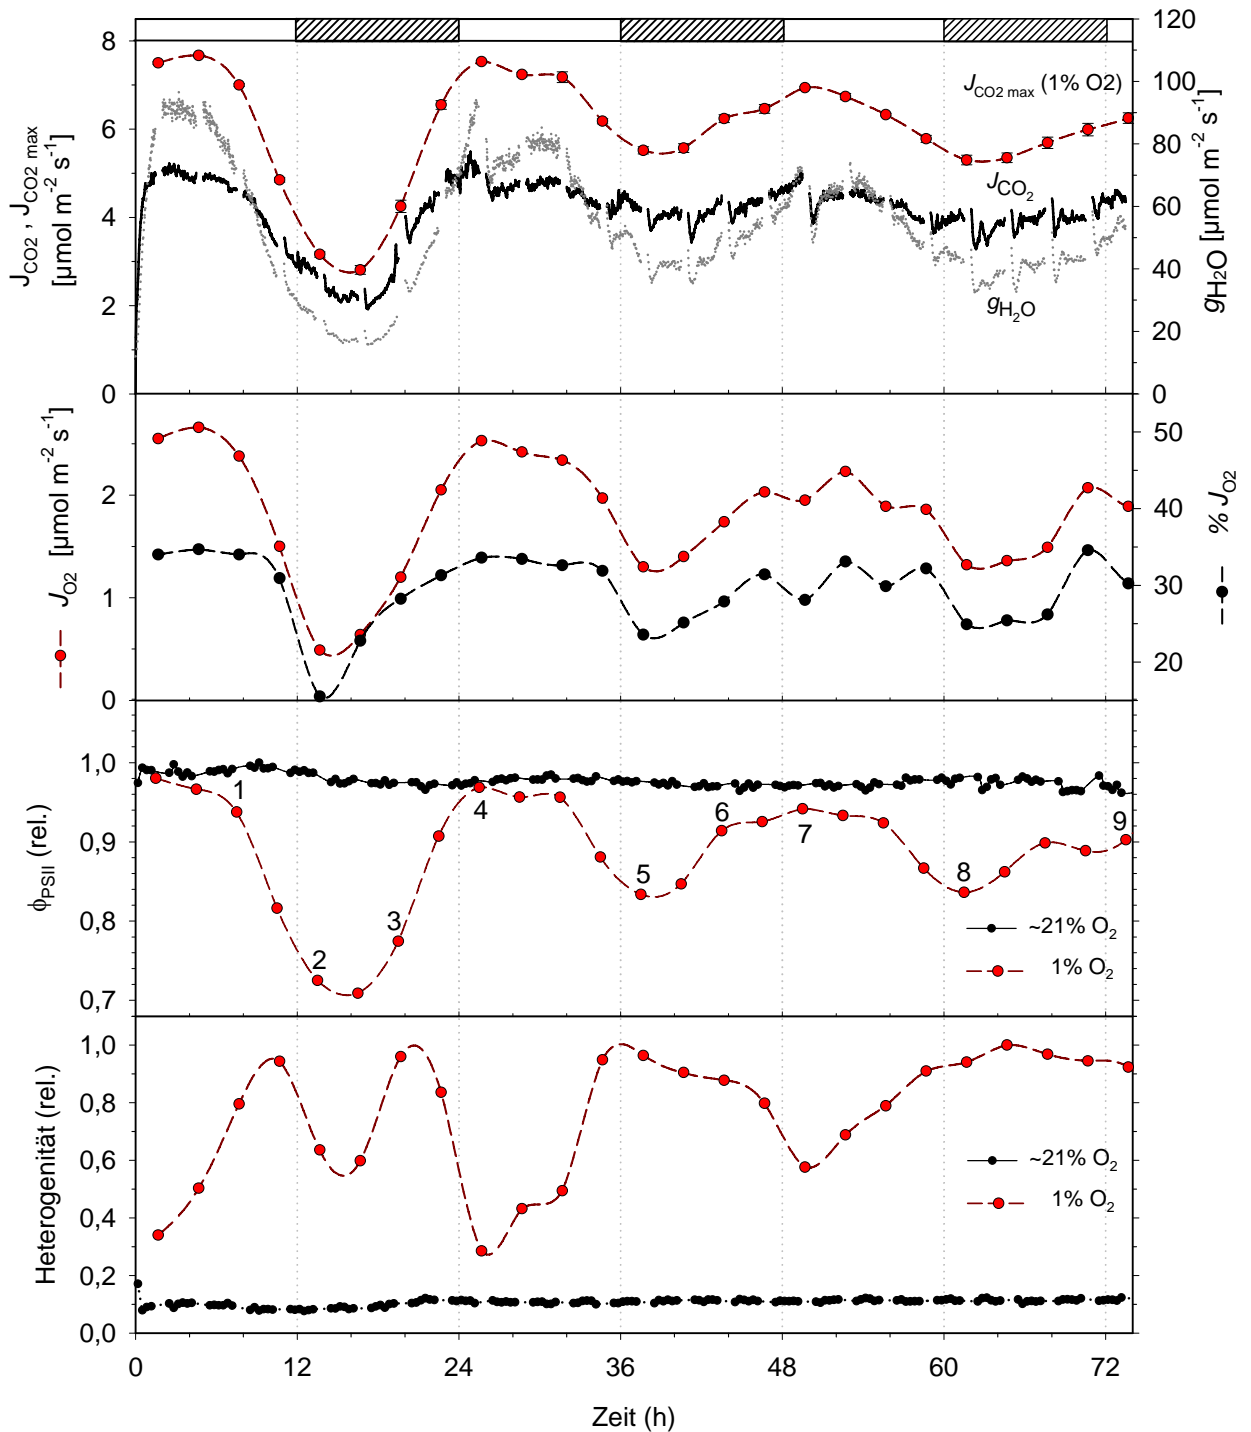 120
8
100
6
80
4
60
40
2
20
0
0
J_CO2 , J_CO2 max
[µmol m⁻² s⁻¹]
J_CO2 max (1% O2)
J_CO₂
g_H₂O
gH2O [µmol m⁻² s⁻¹]
50
2
40
1
30
20
0
J_O2 [µmol m⁻² s⁻¹]
% J_O2
1,0
0,9
0,8
0,7
ϕ_PSII (rel.)
1
2
3
4
5
6
7
8
9
~21% O₂
1% O₂
1,0
0,8
0,6
0,4
0,2
0,0
Heterogenität (rel.)
~21% O₂
1% O₂
0 12 24 36 48 60 72
Zeit (h)